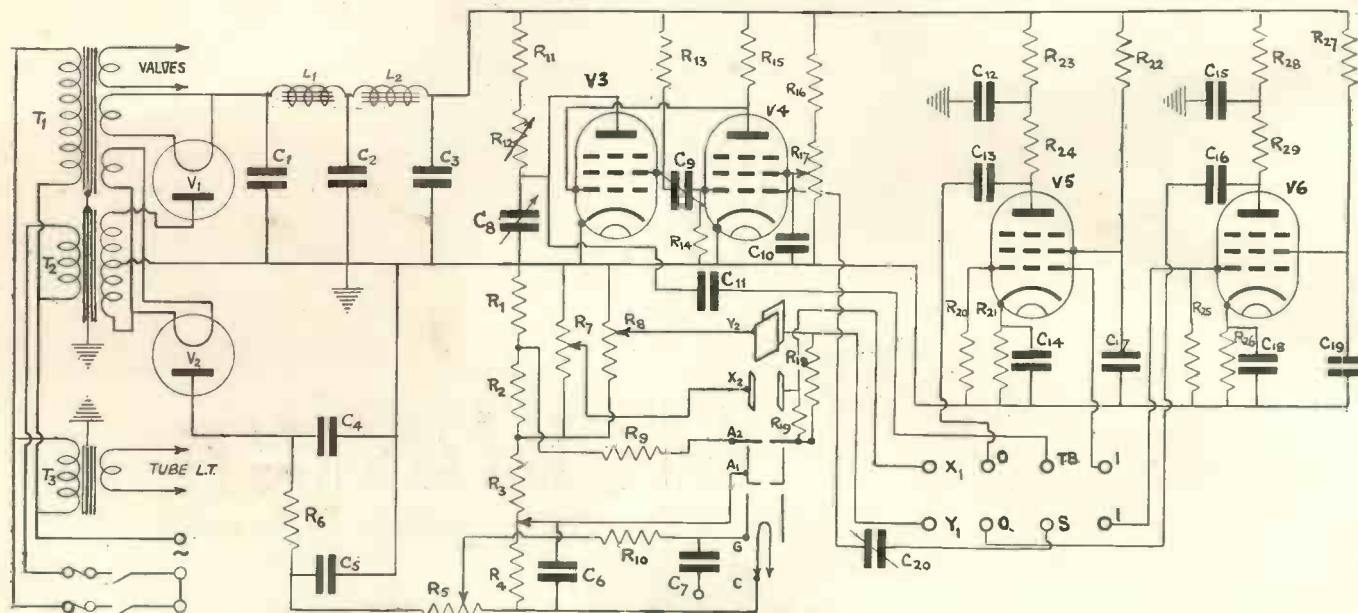 VALVES
T1
L1
L2
V1
C1
C2
C3
T2
V2
T3
TUBE L.T.
~
C4
R6
C5
R5
R11
R12
C8
V3
R13
C9
R14
V4
R15
C10
R16
R17
C11
R1
R2
R3
R4
R7
R8
R9
R10
C6
C7
Y2
X2
A2
A1
G
C
R18
R19
C20
C12
R23
R24
C13
V5
R22
R20
R21
C14
C17
C15
R28
R29
C16
V6
R27
R25
R26
C18
C19
X1 O T.B. I
Y1 O. S I